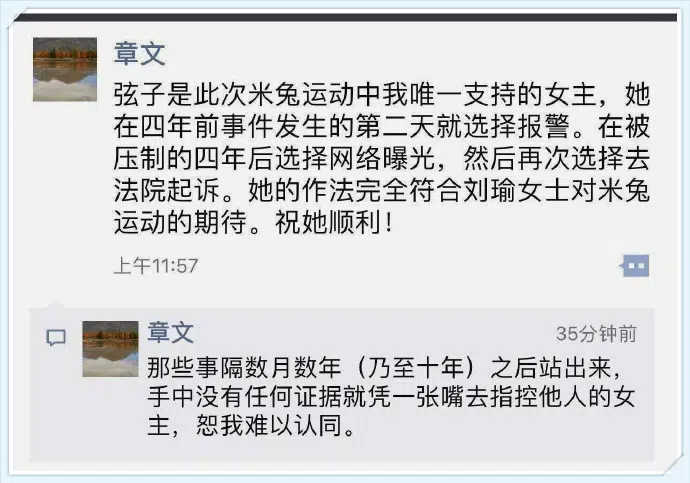 章文
弦子是此次米兔运动中我唯一支持的女主，她
在四年前事件发生的第二天就选择报警。在被
压制的四年后选择网络曝光，然后再次选择去
法院起诉。她的作法完全符合刘瑜女士对米兔
运动的期待。祝她顺利！
上午11:57
章文
35分钟前
那些事隔数月数年（乃至十年）之后站出来，
手中没有任何证据就凭一张嘴去指控他人的女
主，恕我难以认同。